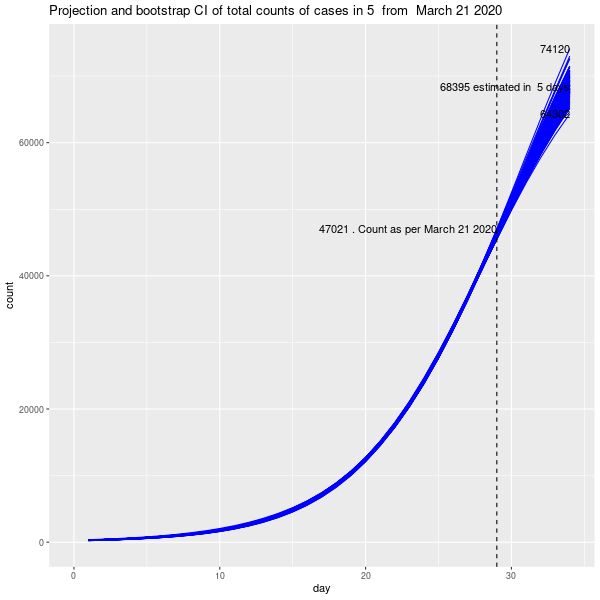 Projection and bootstrap CI of total counts of cases in 5  from  March 21 2020
74120
68395 estimated in  5 days
47021 . Count as per March 21 2020
60000
40000
20000
0
count
0
10
20
30
day